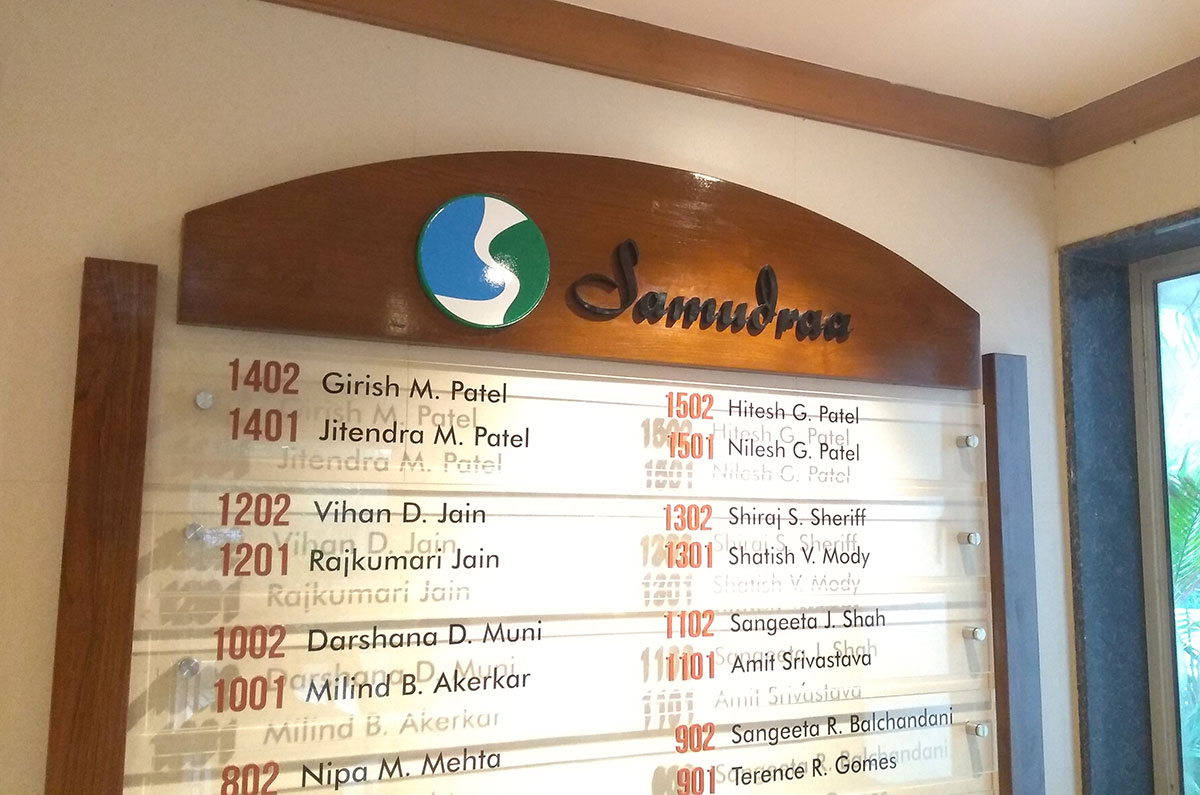 Samudraa
1402 Girish M. Patel
1401 Jitendra M. Patel
1202 Vihan D. Jain
1201 Rajkumari Jain
1002 Darshana D. Muni
1001 Milind B. Akerkar
802 Nipa M. Mehta
1502 Hitesh G. Patel
1501 Nilesh G. Patel
1302 Shiraj S. Sheriff
1301 Shatish V. Mody
1102 Sangeeta J. Shah
1101 Amit Srivastava
902 Sangeeta R. Balchandani
901 Terence R. Gomes